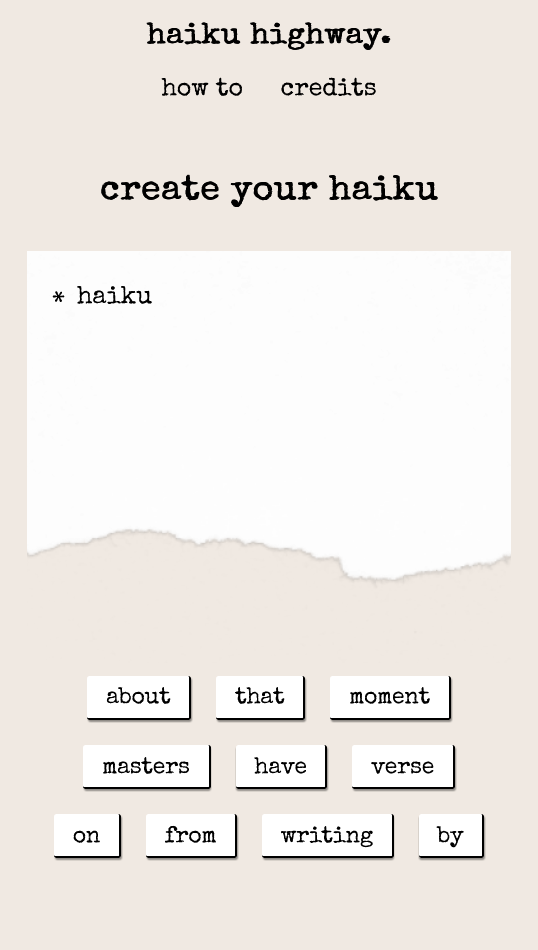 haiku highway.
how to credits
create your haiku
* haiku
about that moment
masters have verse
on from writing by